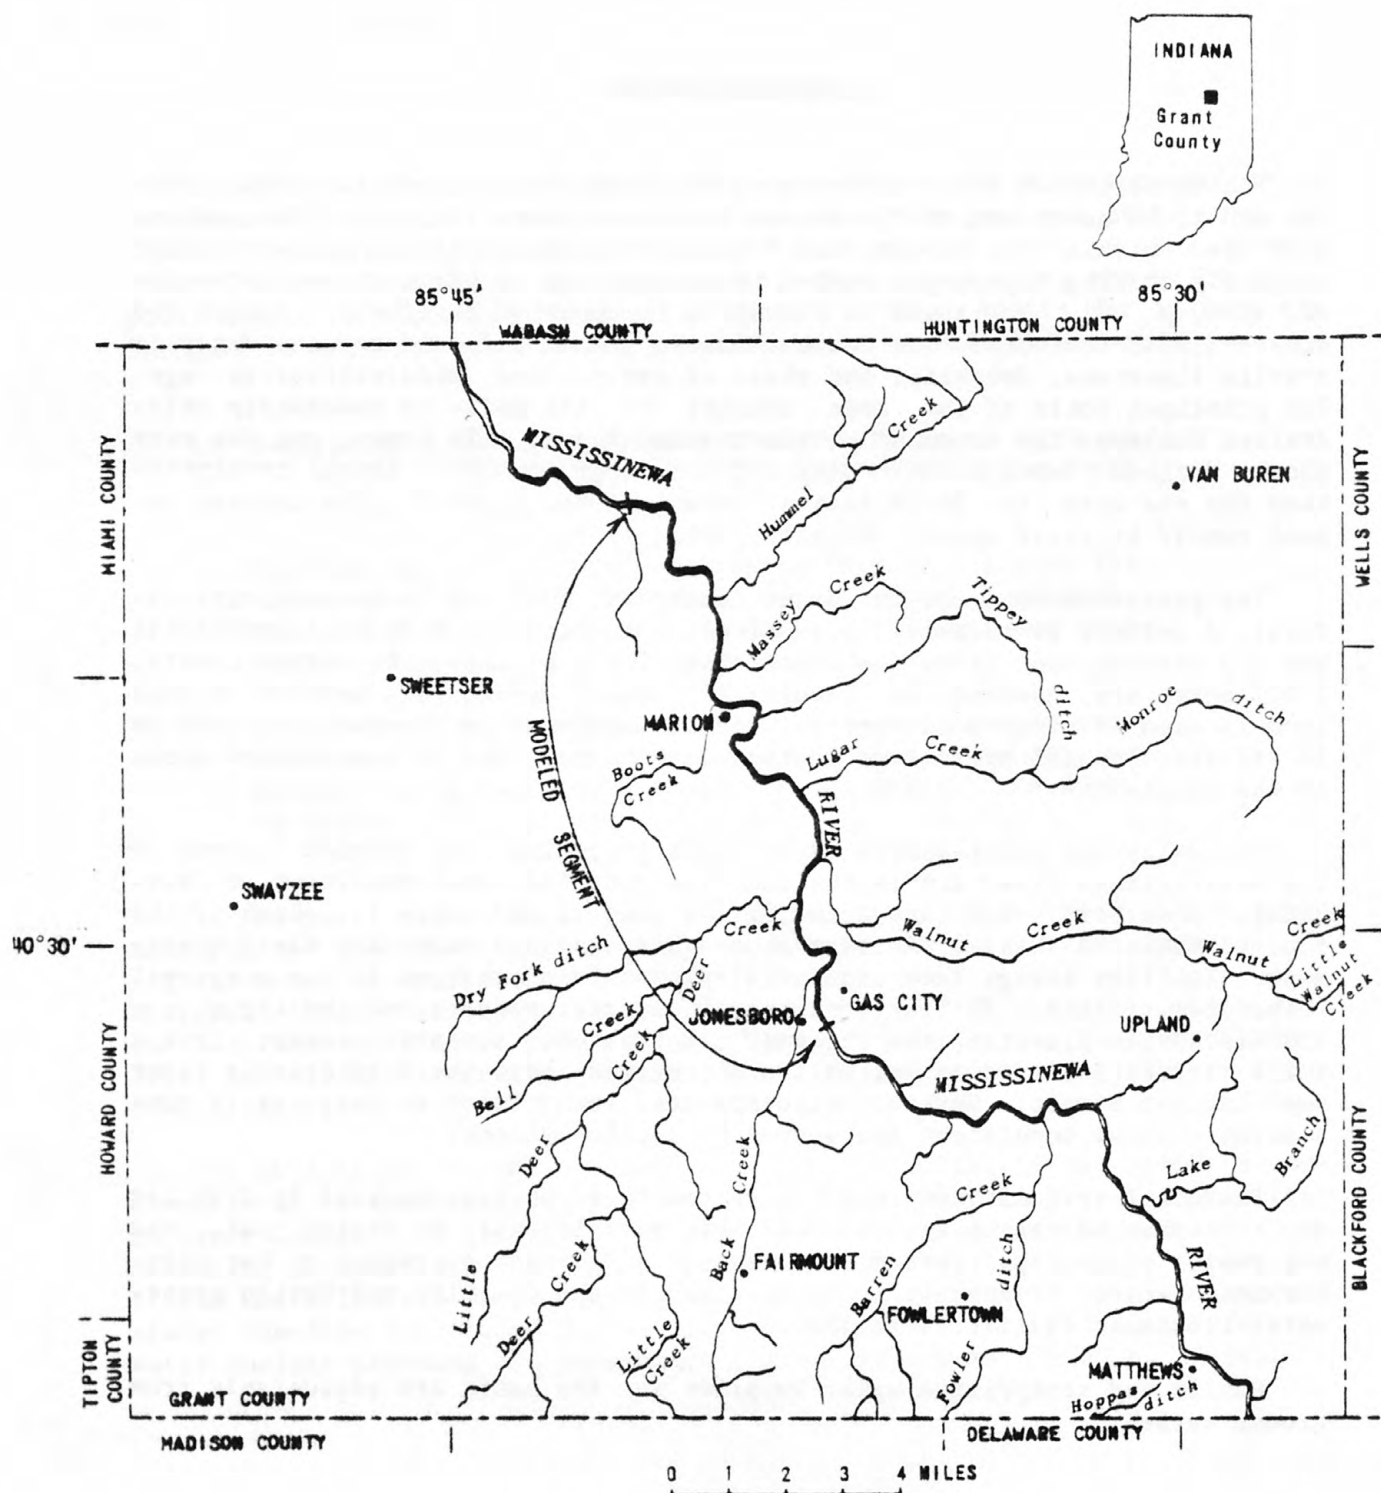 INDIANA
Grant
County
85°45'
85°30'
WABASH COUNTY
HUNTINGTON COUNTY
MIAMI COUNTY
WELLS COUNTY
MISSISSINEWA
Hummel Creek
VAN BUREN
Massey Creek
Tippey ditch
SWEETSER
MARION
Monroe ditch
MODELED SEGMENT
Boots
Creek
Lugar Creek
RIVER
SWAYZEE
40°30'
Dry Fork ditch
Deer Creek
Walnut Creek
Walnut Creek
Little
Walnut
Creek
GAS CITY
JONESBORO
UPLAND
HOWARD COUNTY
Bell Creek
Creek
MISSISSINEWA
Little Deer
Deer Creek
Back Creek
Barren Creek
Lake Branch
BLACKFORD COUNTY
FAIRMOUNT
RIVER
FOWLERTOWN
Fowler ditch
Little
Creek
TIPTON
COUNTY
MATTHEWS
Hoppas
ditch
GRANT COUNTY
MADISON COUNTY
DELAWARE COUNTY
0 1 2 3 4 MILES